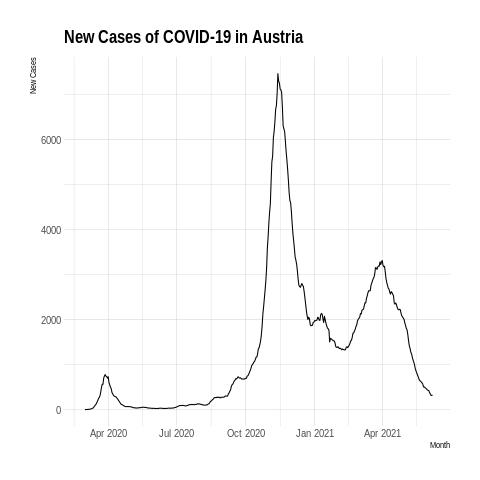 New Cases of COVID-19 in Austria
New Cases
6000
4000
2000
0
Apr 2020 Jul 2020 Oct 2020 Jan 2021 Apr 2021
Month